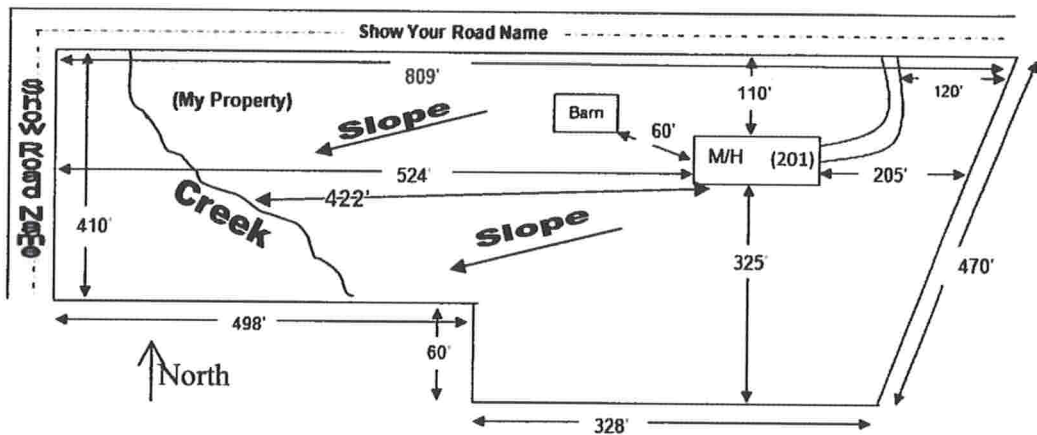 Show Your Road Name
809'
(My Property)
Slope
Barn
110'
120'
60'
M/H (201)
Show Road Name
524'
205'
422'
Creek
410'
Slope
325'
470'
498'
60'
North
328'